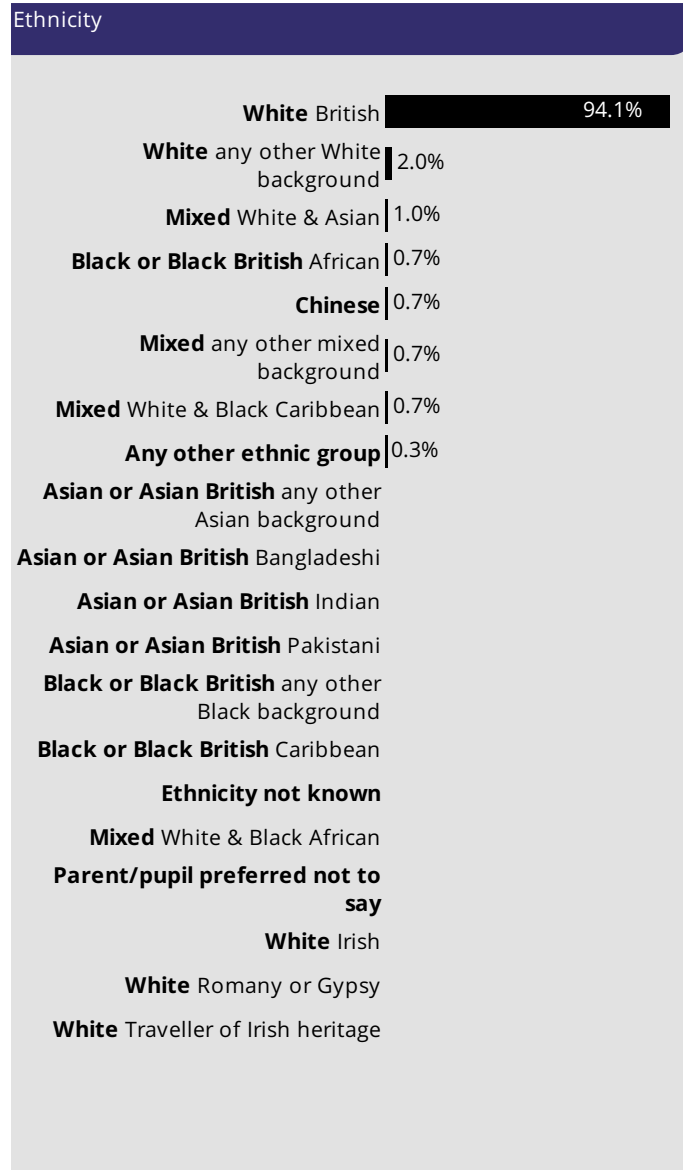 Ethnicity
White British 94.1%
White any other White
background 2.0%
Mixed White & Asian 1.0%
Black or Black British African 0.7%
Chinese 0.7%
Mixed any other mixed
background 0.7%
Mixed White & Black Caribbean 0.7%
Any other ethnic group 0.3%
Asian or Asian British any other
Asian background
Asian or Asian British Bangladeshi
Asian or Asian British Indian
Asian or Asian British Pakistani
Black or Black British any other
Black background
Black or Black British Caribbean
Ethnicity not known
Mixed White & Black African
Parent/pupil preferred not to
say
White Irish
White Romany or Gypsy
White Traveller of Irish heritage